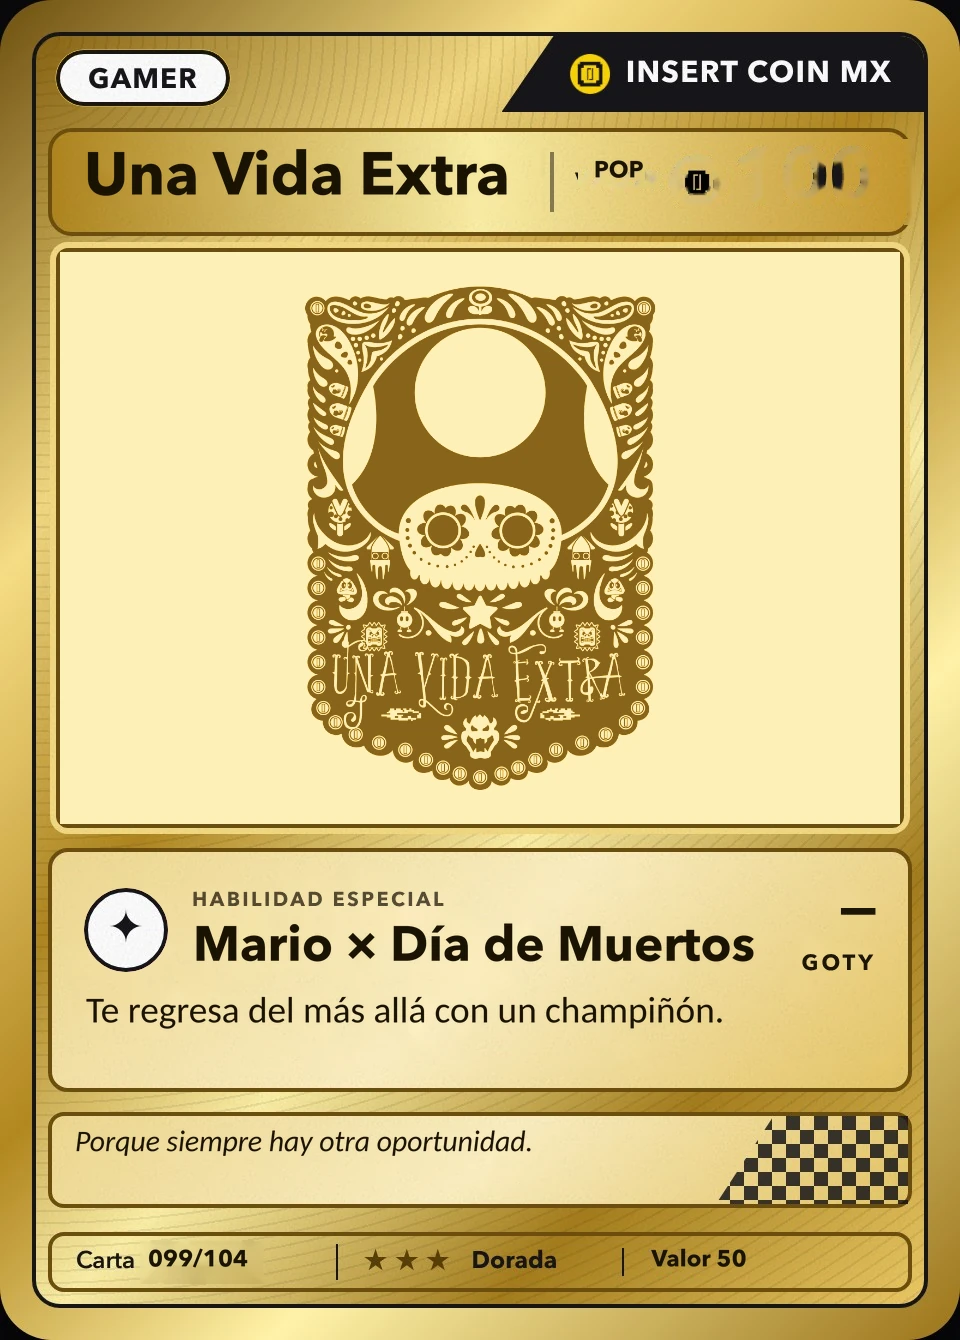 GAMER
INSERT COIN MX
Una Vida Extra
POP
UNA VIDA EXTRA
HABILIDAD ESPECIAL
Mario × Día de Muertos
GOTY
Te regresa del más allá con un champiñón.
Porque siempre hay otra oportunidad.
Carta 099/104 ★★★ Dorada Valor 50